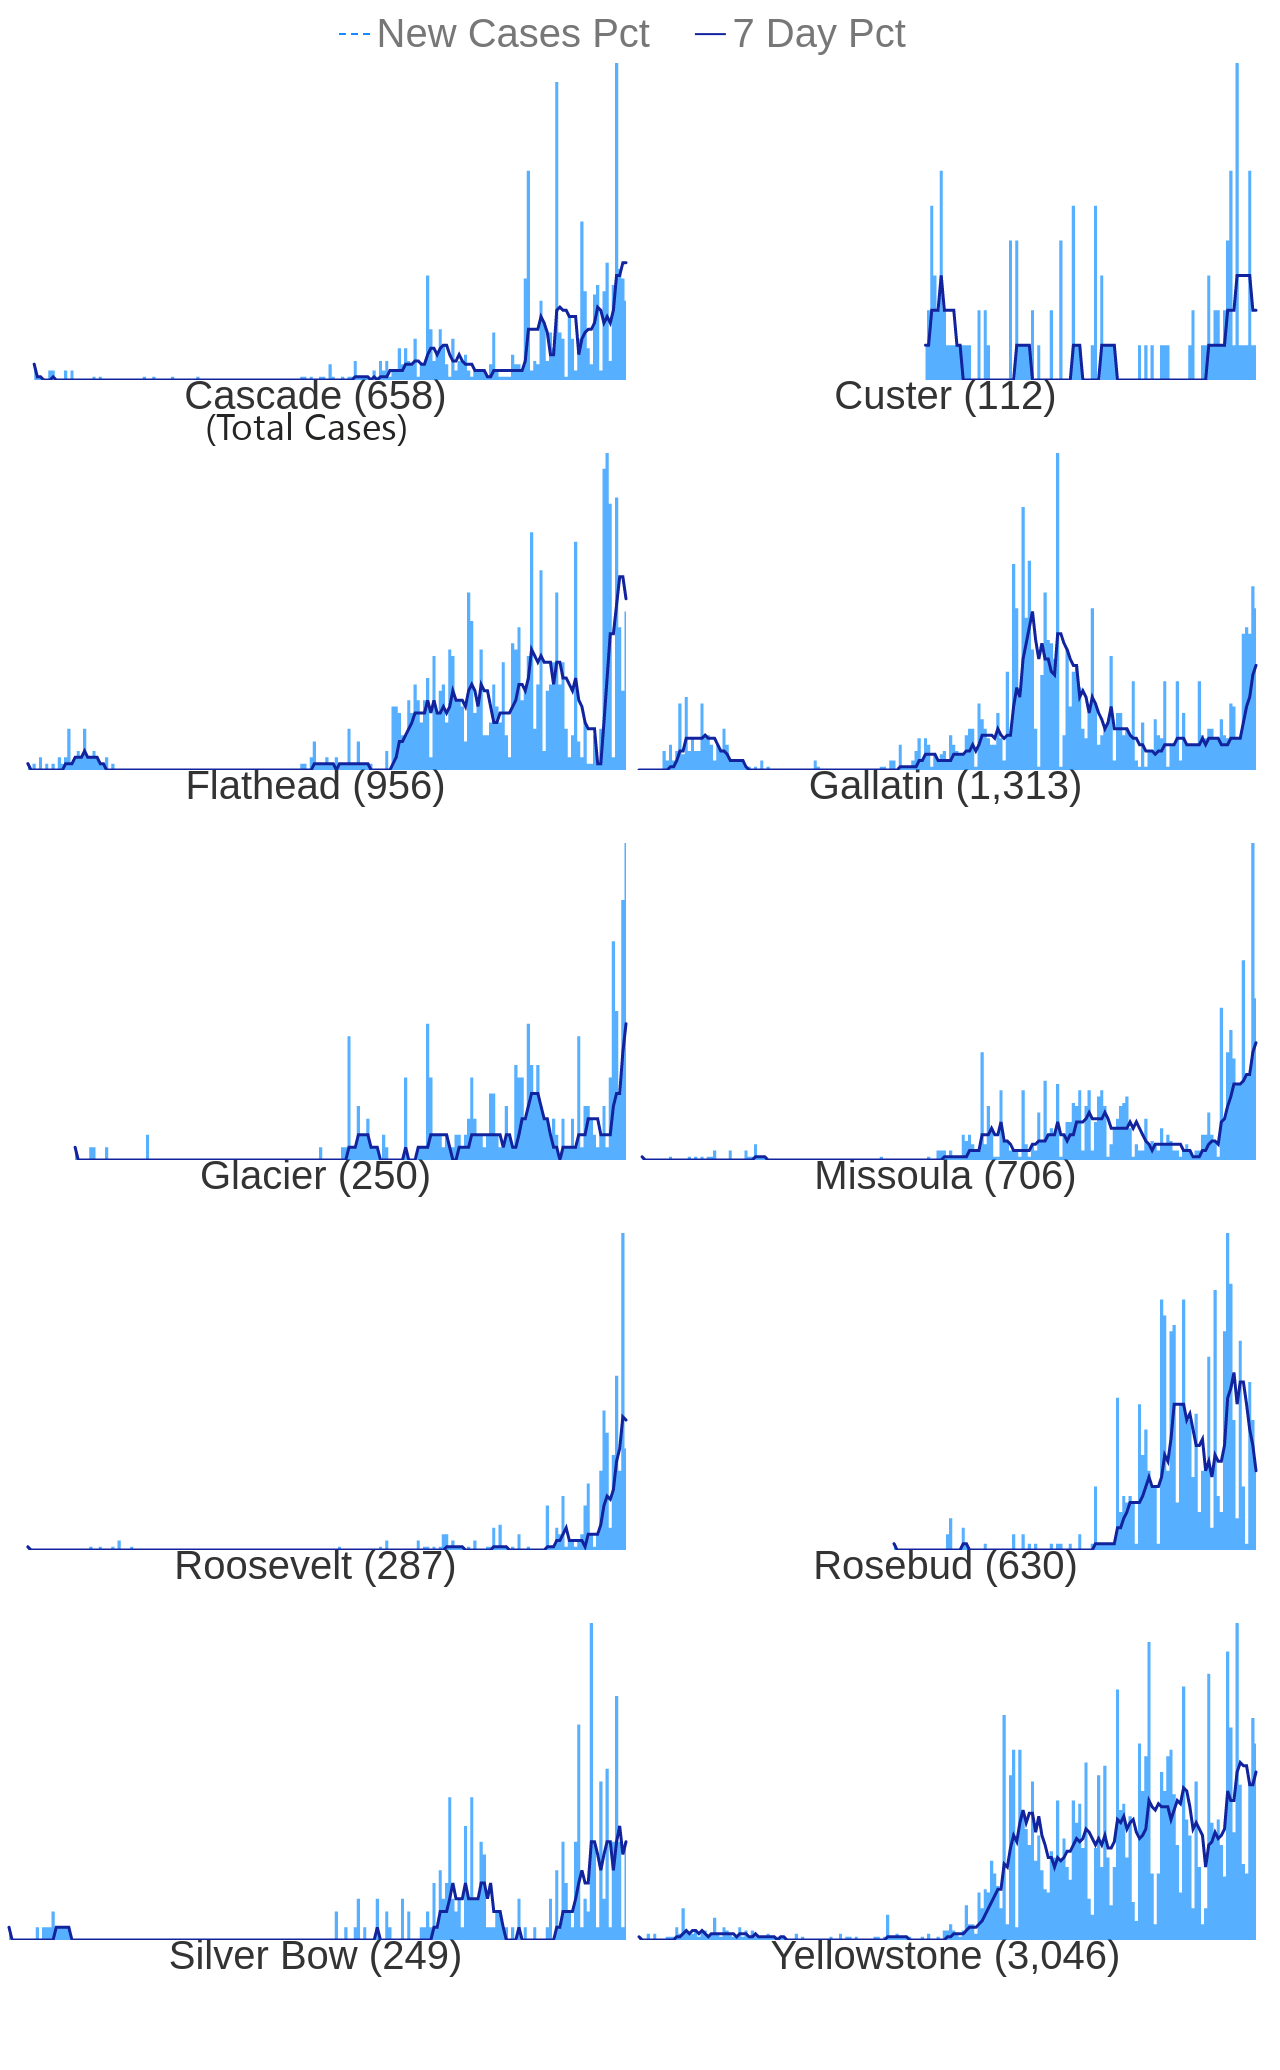 New Cases Pct 7 Day Pct
Cascade (658) Custer (112)
(Total Cases)
Flathead (956) Gallatin (1,313)
Glacier (250) Missoula (706)
Roosevelt (287) Rosebud (630)
Silver Bow (249) Yellowstone (3,046)